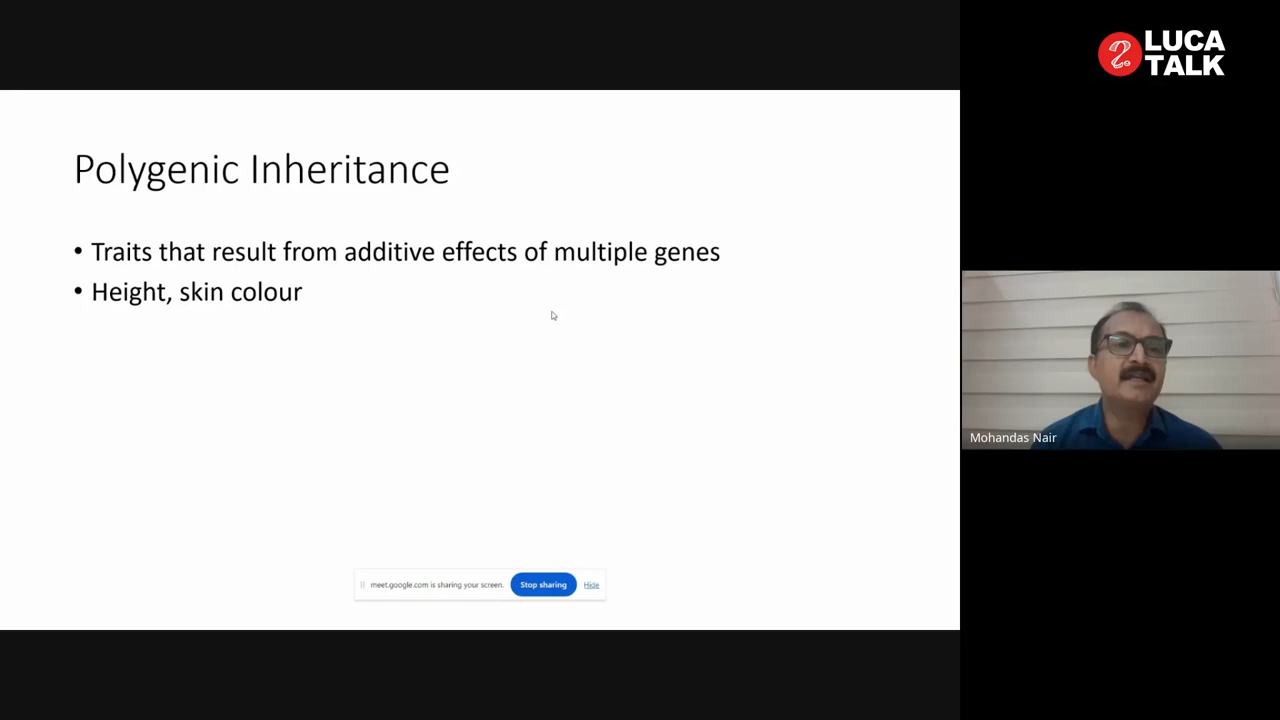 LUCA
TALK
Polygenic Inheritance
• Traits that result from additive effects of multiple genes
• Height, skin colour
Mohandas Nair
meet.google.com is sharing your screen. Stop sharing Hide